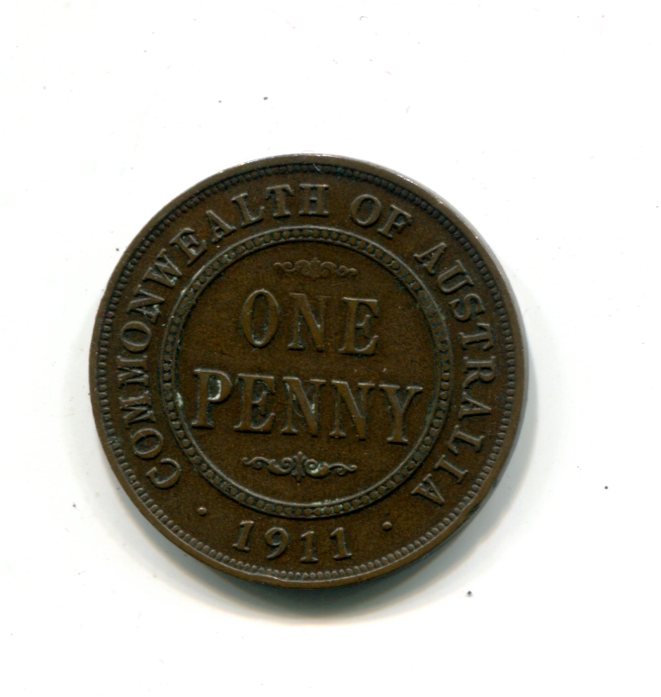 COMMONWEALTH OF AUSTRALIA
ONE
PENNY
· 1911 ·